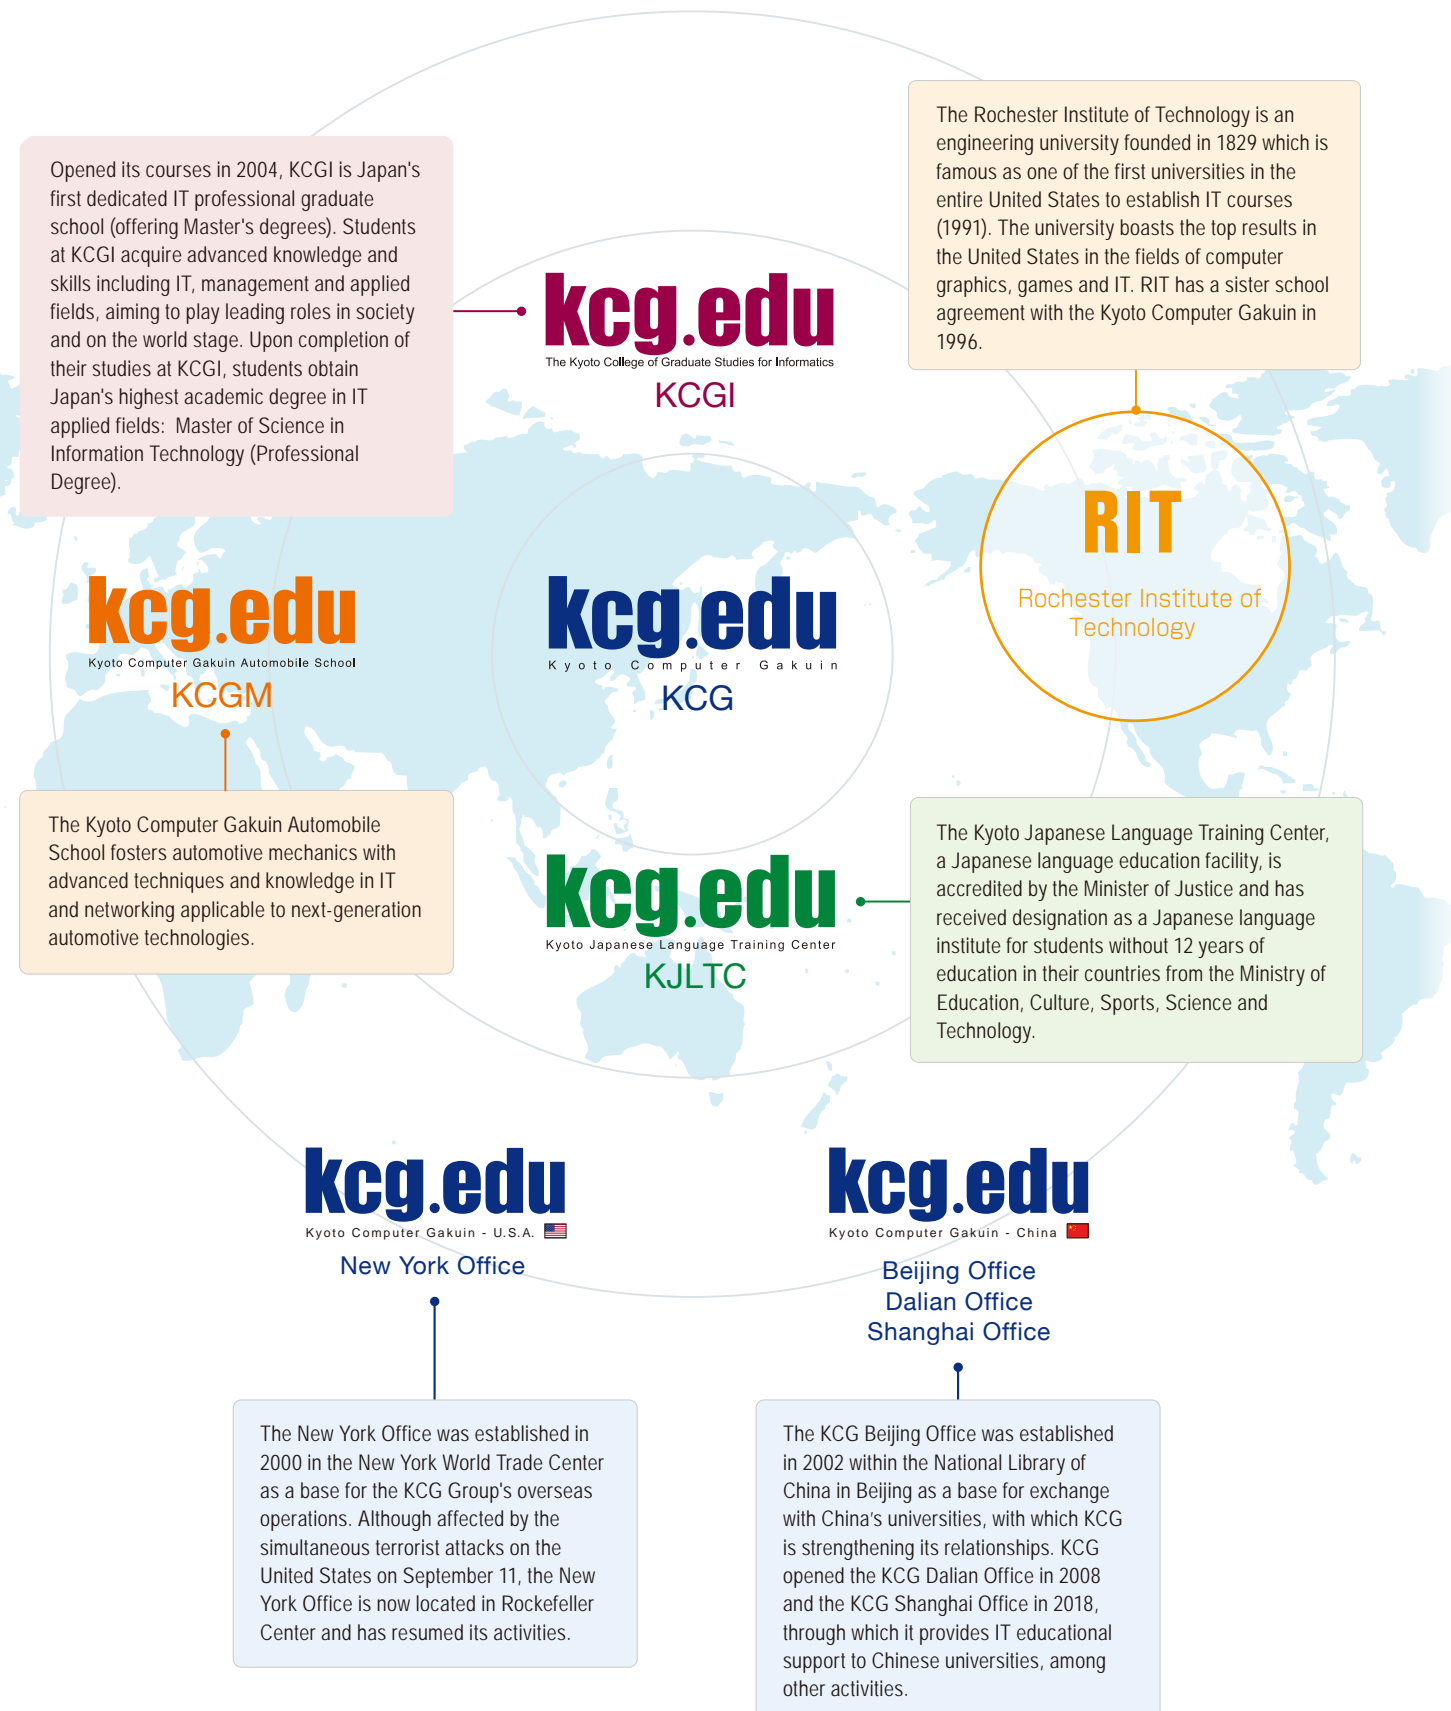 Opened its courses in 2004, KCGI is Japan's
first dedicated IT professional graduate
school (offering Master's degrees). Students
at KCGI acquire advanced knowledge and
skills including IT, management and applied
fields, aiming to play leading roles in society
and on the world stage. Upon completion of
their studies at KCGI, students obtain
Japan's highest academic degree in IT
applied fields:  Master of Science in
Information Technology (Professional
Degree).
kcg.edu
The Kyoto College of Graduate Studies for Informatics
KCGI
The Rochester Institute of Technology is an
engineering university founded in 1829 which is
famous as one of the first universities in the
entire United States to establish IT courses
(1991). The university boasts the top results in
the United States in the fields of computer
graphics, games and IT. RIT has a sister school
agreement with the Kyoto Computer Gakuin in
1996.
RIT
Rochester Institute of
Technology
kcg.edu
Kyoto Computer Gakuin Automobile School
KCGM
kcg.edu
Kyoto Computer Gakuin
KCG
The Kyoto Computer Gakuin Automobile
School fosters automotive mechanics with
advanced techniques and knowledge in IT
and networking applicable to next-generation
automotive technologies.
kcg.edu
Kyoto Japanese Language Training Center
KJLTC
The Kyoto Japanese Language Training Center,
a Japanese language education facility, is
accredited by the Minister of Justice and has
received designation as a Japanese language
institute for students without 12 years of
education in their countries from the Ministry of
Education, Culture, Sports, Science and
Technology.
kcg.edu
Kyoto Computer Gakuin - U.S.A.
New York Office
kcg.edu
Kyoto Computer Gakuin - China
Beijing Office
Dalian Office
Shanghai Office
The New York Office was established in
2000 in the New York World Trade Center
as a base for the KCG Group's overseas
operations. Although affected by the
simultaneous terrorist attacks on the
United States on September 11, the New
York Office is now located in Rockefeller
Center and has resumed its activities.
The KCG Beijing Office was established
in 2002 within the National Library of
China in Beijing as a base for exchange
with China’s universities, with which KCG
is strengthening its relationships. KCG
opened the KCG Dalian Office in 2008
and the KCG Shanghai Office in 2018,
through which it provides IT educational
support to Chinese universities, among
other activities.